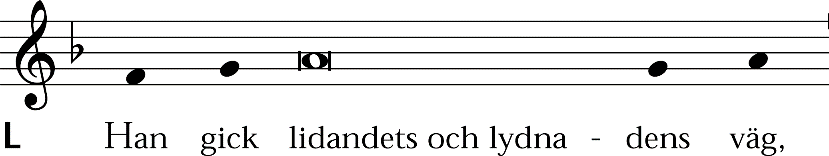 L Han gick lidandets och lydna - dens väg,